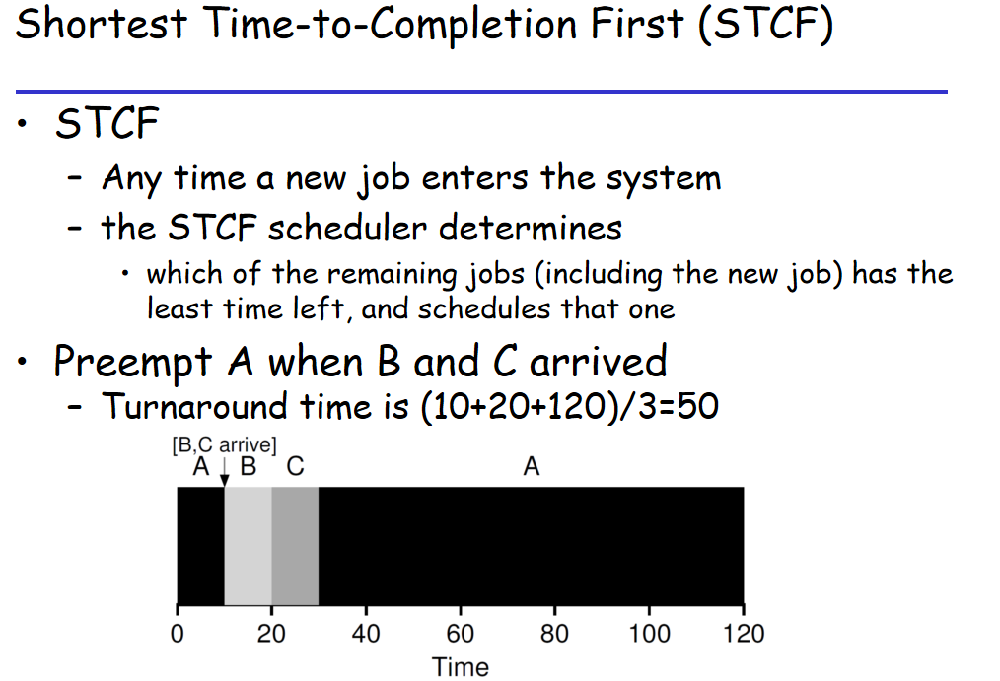 Shortest Time-to-Completion First (STCF)
• STCF
– Any time a new job enters the system
– the STCF scheduler determines
• which of the remaining jobs (including the new job) has the
least time left, and schedules that one
• Preempt A when B and C arrived
– Turnaround time is (10+20+120)/3=50
[B,C arrive]
A B C A
0 20 40 60 80 100 120
Time